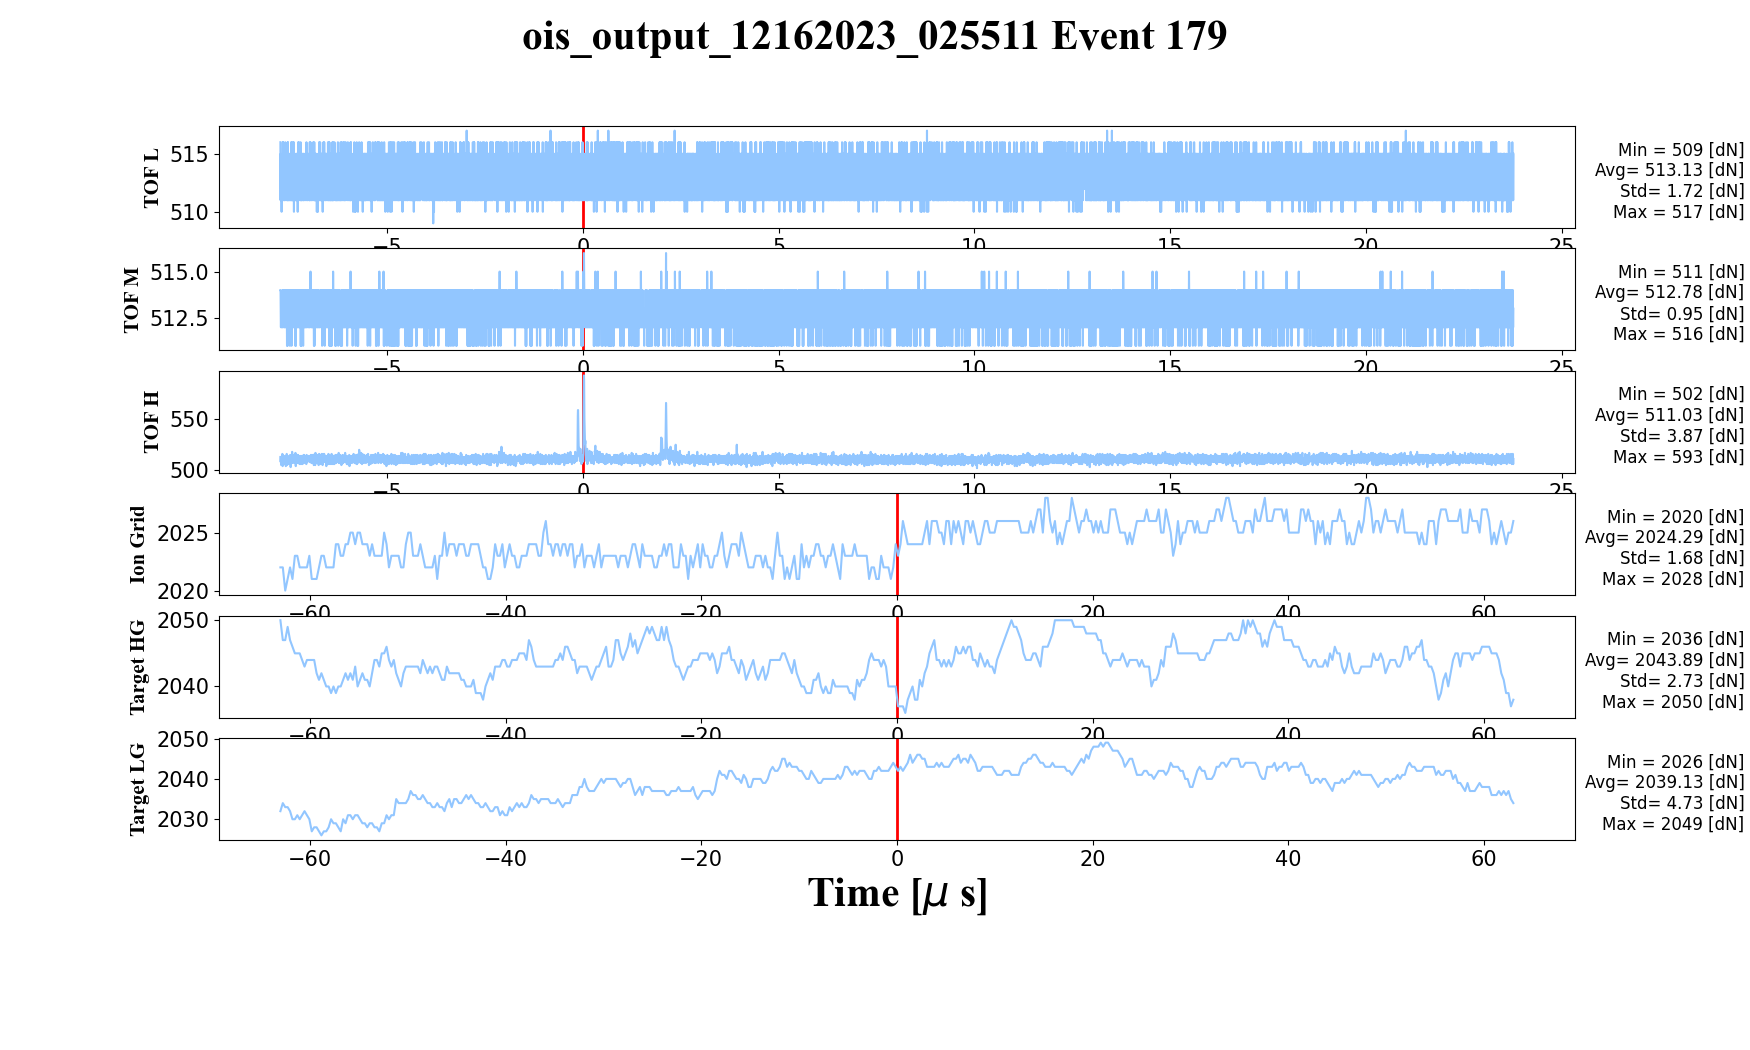 ois_output_12162023_025511 Event 179
TOF L
515
510
Min = 509 [dN]
Avg= 513.13 [dN]
Std= 1.72 [dN]
Max = 517 [dN]
−5 0 5 10 15 20 25
TOF M
515.0
512.5
Min = 511 [dN]
Avg= 512.78 [dN]
Std= 0.95 [dN]
Max = 516 [dN]
−5 0 5 10 15 20 25
TOF H
550
500
Min = 502 [dN]
Avg= 511.03 [dN]
Std= 3.87 [dN]
Max = 593 [dN]
−5 0 5 10 15 20 25
Ion Grid
2025
2020
Min = 2020 [dN]
Avg= 2024.29 [dN]
Std= 1.68 [dN]
Max = 2028 [dN]
−60 −40 −20 0 20 40 60
Target HG
2050
2040
Min = 2036 [dN]
Avg= 2043.89 [dN]
Std= 2.73 [dN]
Max = 2050 [dN]
−60 −40 −20 0 20 40 60
Target LG
2050
2040
2030
Min = 2026 [dN]
Avg= 2039.13 [dN]
Std= 4.73 [dN]
Max = 2049 [dN]
−60 −40 −20 0 20 40 60
Time [μ s]